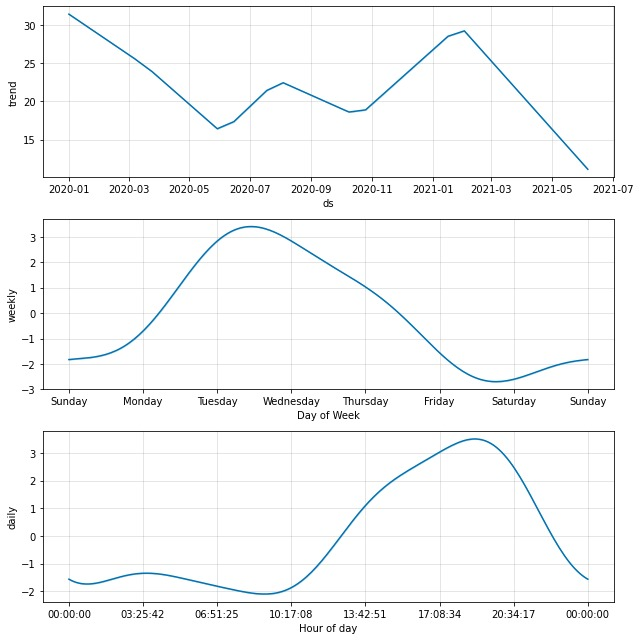 30
25
20
15
trend
2020-01 2020-03 2020-05 2020-07 2020-09 2020-11 2021-01 2021-03 2021-05 2021-07
ds
3
2
1
0
−1
−2
−3
weekly
Sunday Monday Tuesday Wednesday Thursday Friday Saturday Sunday
Day of Week
3
2
1
0
−1
−2
daily
00:00:00 03:25:42 06:51:25 10:17:08 13:42:51 17:08:34 20:34:17 00:00:00
Hour of day